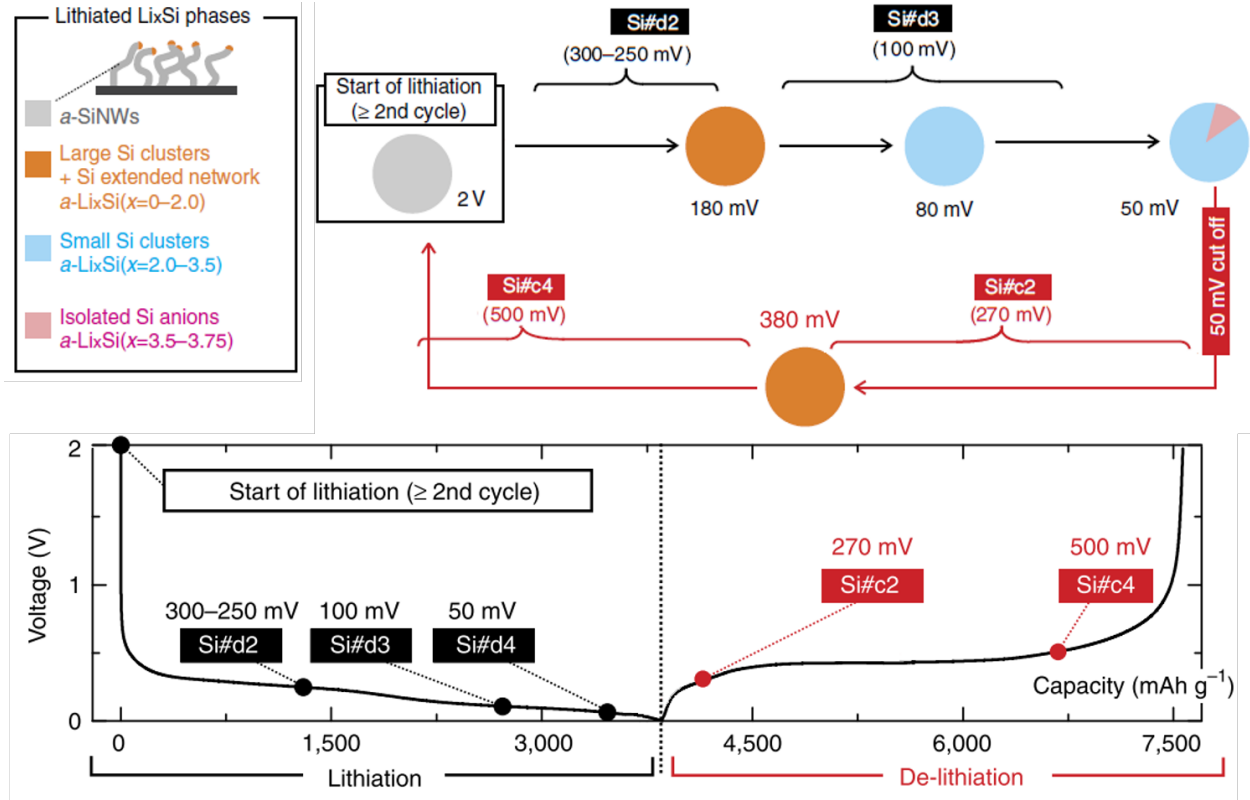 Lithiated LixSi phases
a-SiNWs
Large Si clusters
+ Si extended network
a-LixSi(x=0–2.0)
Small Si clusters
a-LixSi(x=2.0–3.5)
Isolated Si anions
a-LixSi(x=3.5–3.75)
Start of lithiation
(≥ 2nd cycle)
2 V
Si#d2
(300–250 mV)
180 mV
Si#d3
(100 mV)
80 mV
50 mV
50 mV cut off
Si#c2
(270 mV)
380 mV
Si#c4
(500 mV)
Voltage (V)
2
1
0
Start of lithiation (≥ 2nd cycle)
300–250 mV
Si#d2
100 mV
Si#d3
50 mV
Si#d4
270 mV
Si#c2
500 mV
Si#c4
Capacity (mAh g⁻¹)
0 1,500 3,000 4,500 6,000 7,500
Lithiation
De-lithiation